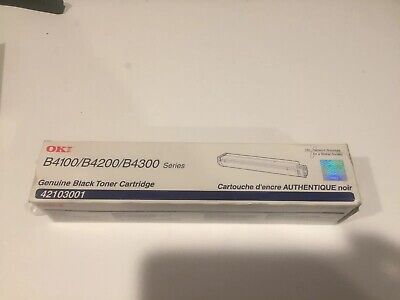 OKI
B4100/B4200/B4300 Series
Genuine Black Toner Cartridge
Cartouche d'encre AUTHENTIQUE noir
42103001